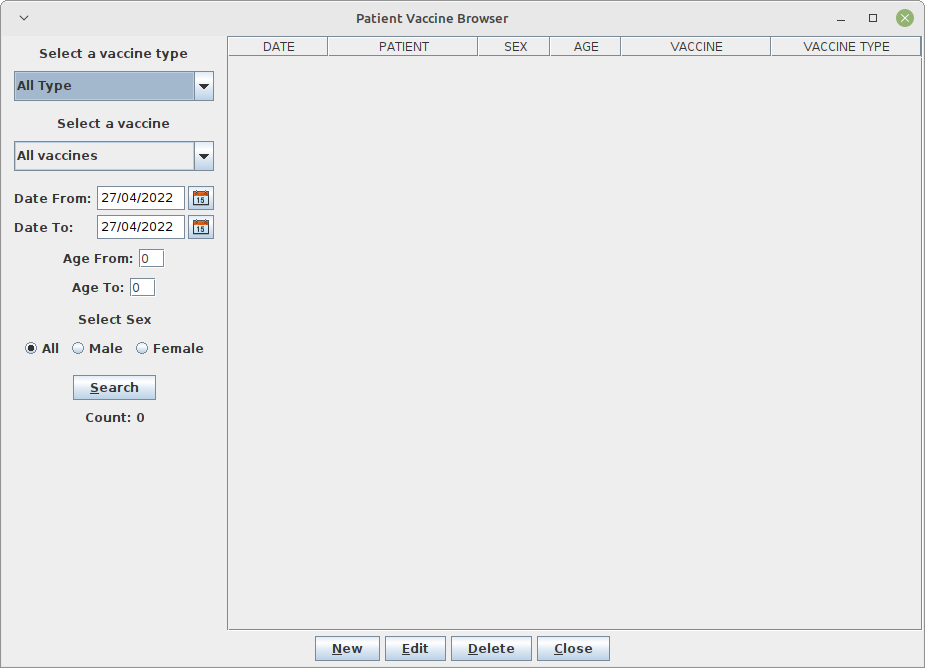 Patient Vaccine Browser
Select a vaccine type
All Type
Select a vaccine
All vaccines
Date From: 27/04/2022 15
Date To: 27/04/2022 15
Age From: 0
Age To: 0
Select Sex
All Male Female
Search
Count: 0
DATE PATIENT SEX AGE VACCINE VACCINE TYPE
New Edit Delete Close